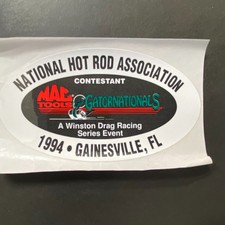 NATIONAL HOT ROD ASSOCIATION
CONTESTANT
MAC TOOLS GATORNATIONALS
A Winston Drag Racing
Series Event
1994 • GAINESVILLE, FL